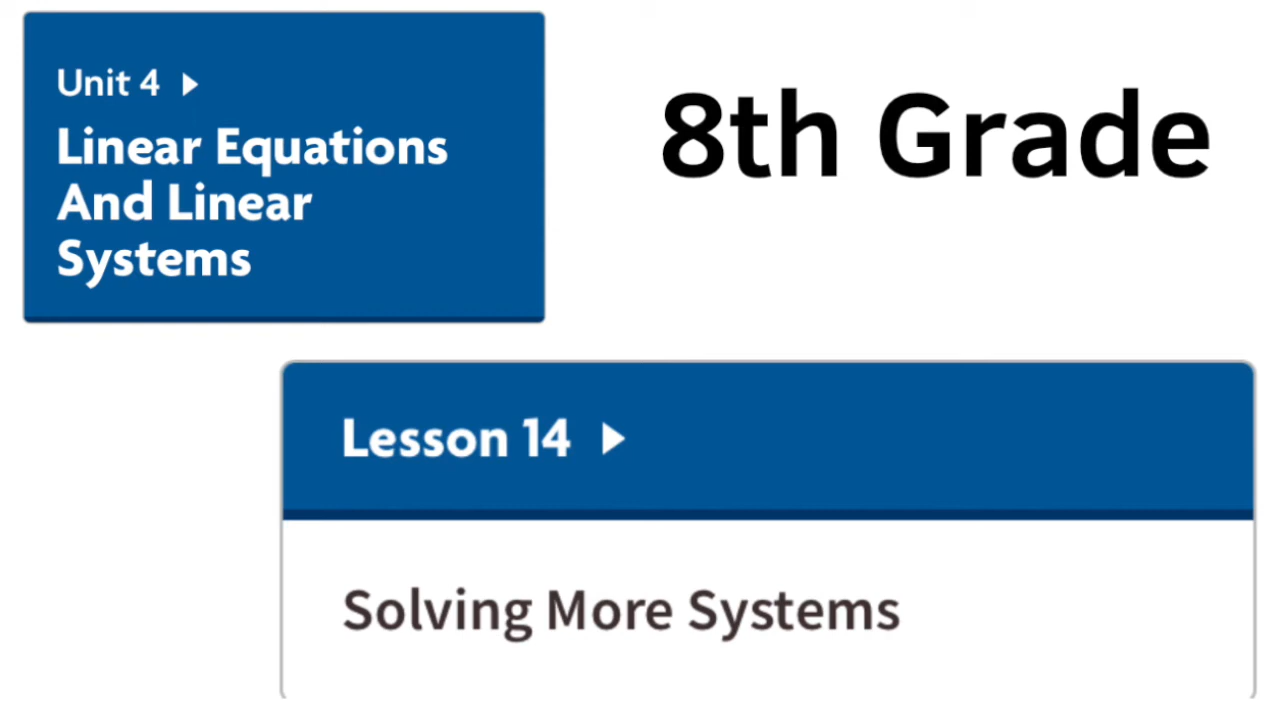 Unit 4
Linear Equations
And Linear
Systems
8th Grade
Lesson 14
Solving More Systems